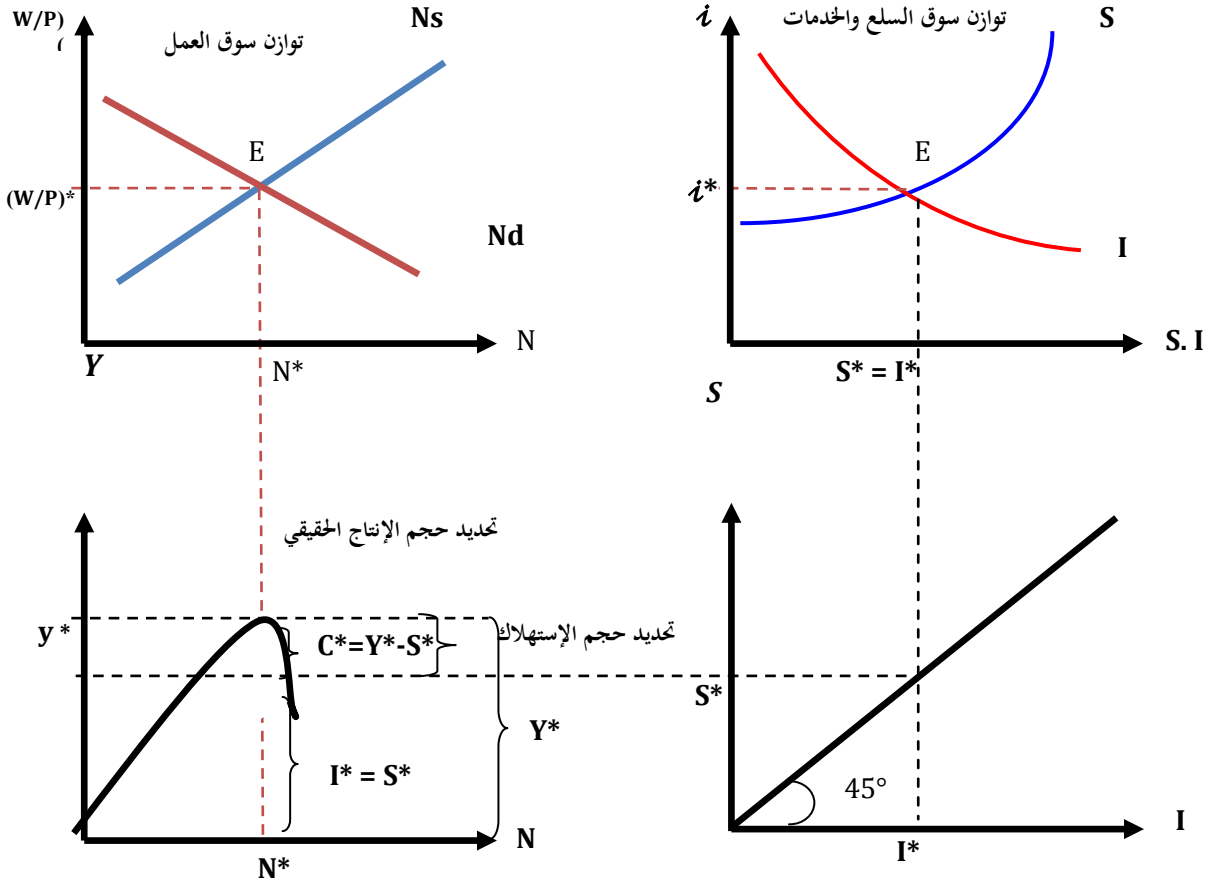 W/P)
(
Ns
توازن سوق العمل
E
(W/P)*
Nd
N
Y
N*
i
توازن سوق السلع والخدمات
S
E
i*
I
S. I
S* = I*
S
تحديد حجم الإنتاج الحقيقي
y *
تحديد حجم الإستهلاك
C*=Y*-S*
Y*
I* = S*
N
N*
S*
45°
I
I*